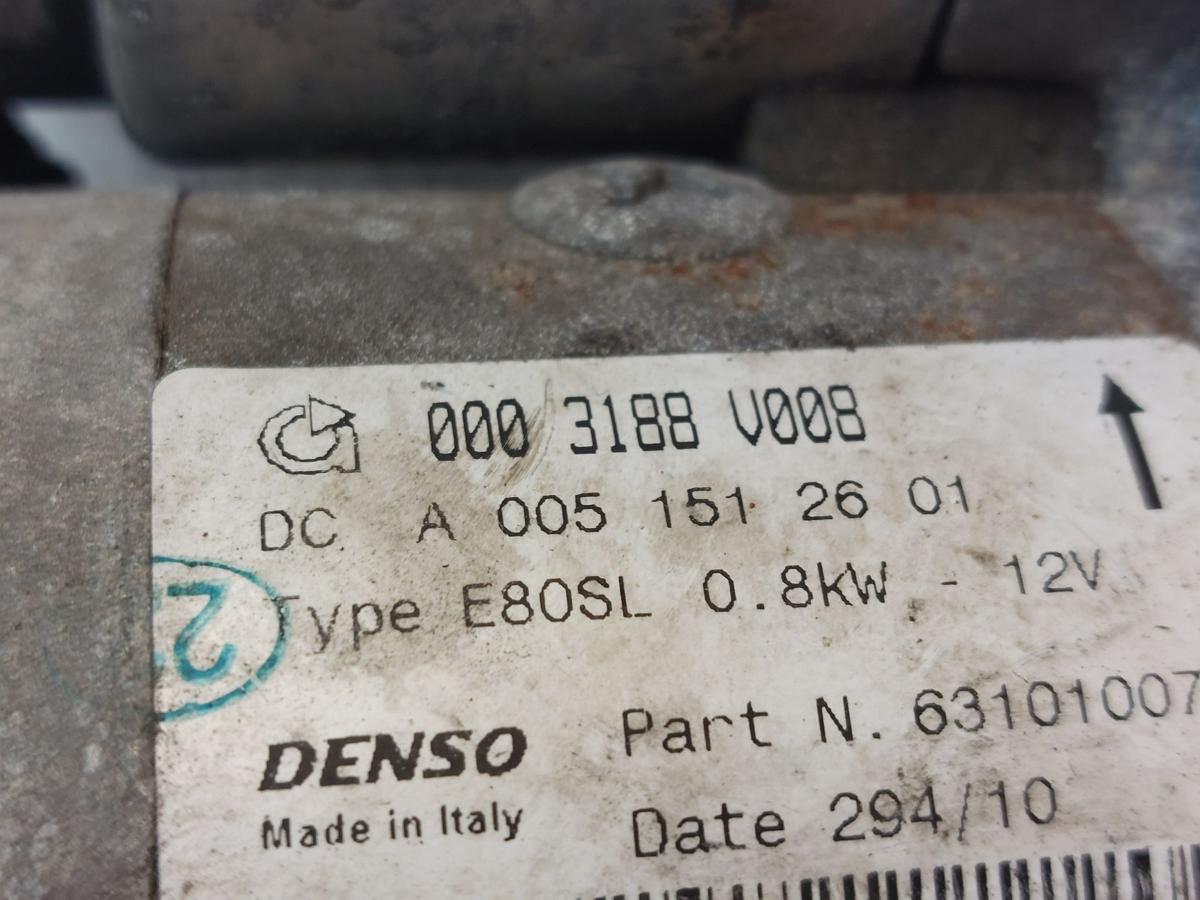 000 3188 V008
DC A 005 151 26 01
Type E80SL 0.8kW - 12V
DENSO Part N. 63101007
Made in Italy Date 294/10